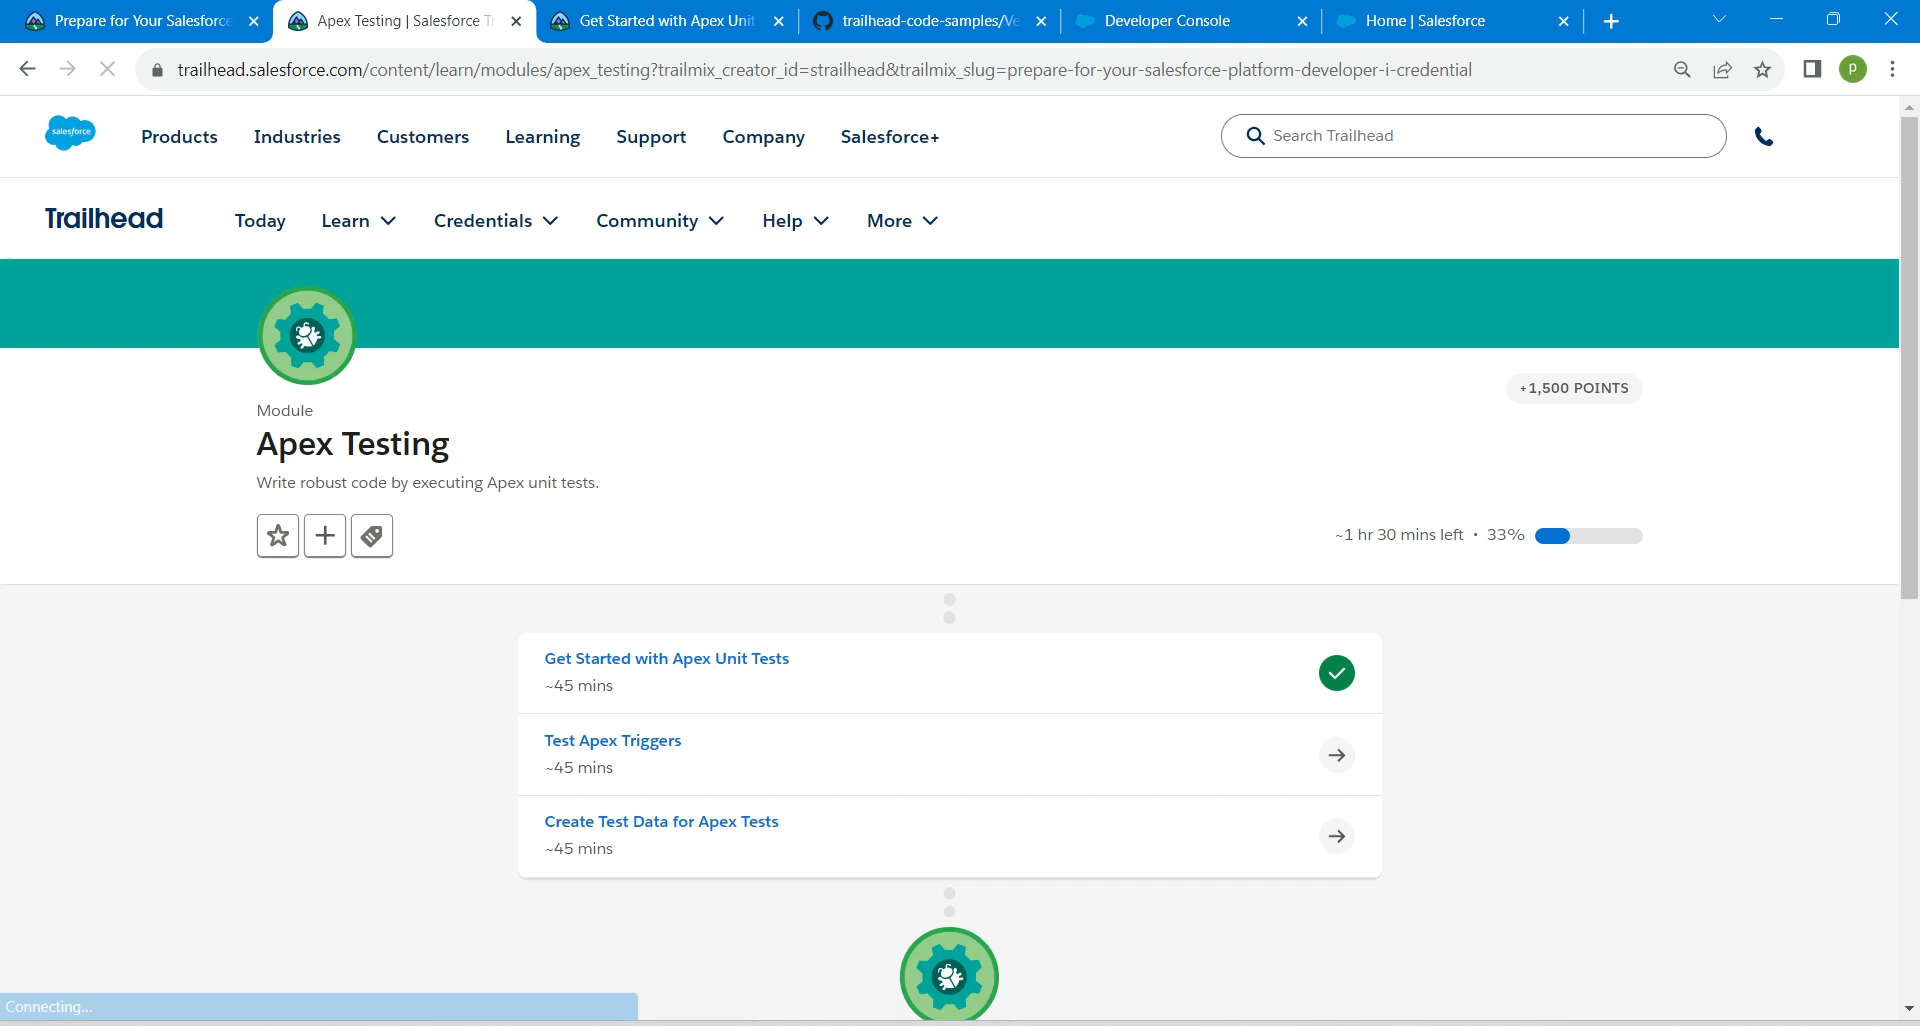 Prepare for Your Salesforce
Apex Testing | Salesforce Tr
Get Started with Apex Unit
trailhead-code-samples/Ve
Developer Console
Home | Salesforce
trailhead.salesforce.com/content/learn/modules/apex_testing?trailmix_creator_id=strailhead&trailmix_slug=prepare-for-your-salesforce-platform-developer-i-credential
p
salesforce
Products
Industries
Customers
Learning
Support
Company
Salesforce+
Search Trailhead
Trailhead
Today
Learn
Credentials
Community
Help
More
+1,500 POINTS
Module
Apex Testing
Write robust code by executing Apex unit tests.
~1 hr 30 mins left • 33%
Get Started with Apex Unit Tests
~45 mins
Test Apex Triggers
~45 mins
Create Test Data for Apex Tests
~45 mins
Connecting...